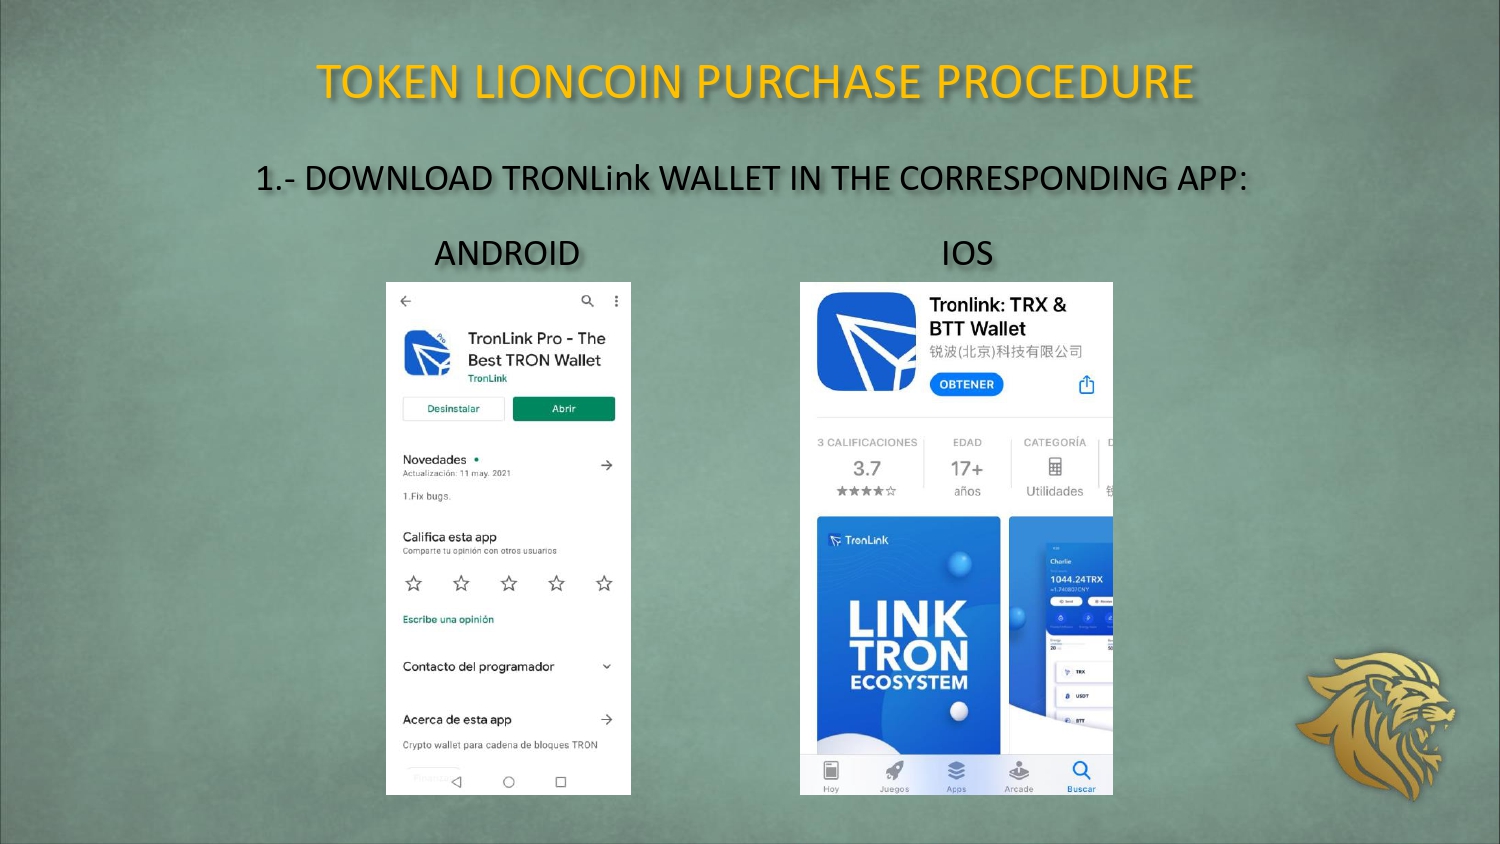 TOKEN LIONCOIN PURCHASE PROCEDURE
1.- DOWNLOAD TRONLink WALLET IN THE CORRESPONDING APP:
ANDROID
TronLink Pro - The
Best TRON Wallet
TronLink
Desinstalar
Abrir
Novedades
Actualización: 11 may. 2021
1.Fix bugs.
Califica esta app
Comparte tu opinión con otros usuarios
Escribe una opinión
Contacto del programador
Acerca de esta app
Crypto wallet para cadena de bloques TRON
IOS
Tronlink: TRX &
BTT Wallet
锐波(北京)科技有限公司
OBTENER
3 CALIFICACIONES
3.7
EDAD
17+
años
CATEGORÍA
Utilidades
TronLink
LINK
TRON
ECOSYSTEM
Charlie
1044.24TRX
TRX
USDT
BTT
Hoy
Juegos
Apps
Arcade
Buscar